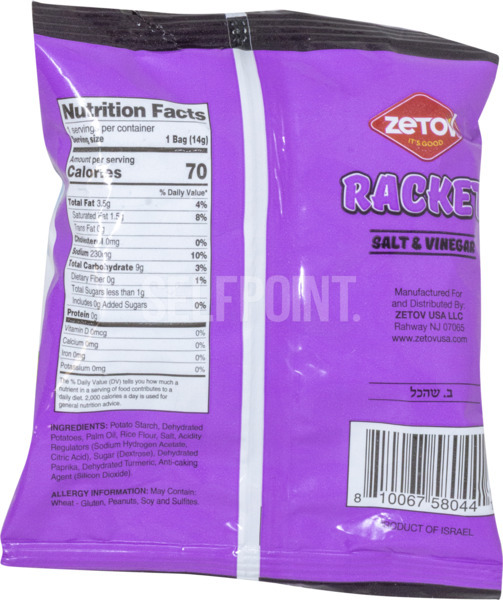 Nutrition Facts
servings per container
Serving size 1 Bag (14g)
Amount per serving
Calories 70
% Daily Value*
Total Fat 3.5g 4%
Saturated Fat 1.5g 8%
Trans Fat 0g
Cholesterol 0mg 0%
Sodium 230mg 10%
Total Carbohydrate 9g 3%
Dietary Fiber 0g 1%
Total Sugars less than 1g
Includes 0g Added Sugars 0%
Protein 0g
Vitamin D 0mcg 0%
Calcium 0mg 0%
Iron 0mg 0%
Potassium 0mg 0%
*The % Daily Value (DV) tells you how much a
nutrient in a serving of food contributes to a
daily diet. 2,000 calories a day is used for
general nutrition advice.
INGREDIENTS: Potato Starch, Dehydrated
Potatoes, Palm Oil, Rice Flour, Salt, Acidity
Regulators (Sodium Hydrogen Acetate,
Citric Acid), Sugar (Dextrose), Dehydrated
Paprika, Dehydrated Turmeric, Anti-caking
Agent (Silicon Dioxide).
ALLERGY INFORMATION: May Contain:
Wheat - Gluten, Peanuts, Soy and Sulfites.
SELFPOINT.
ZETOV
IT'S GOOD
RACKET
SALT & VINEGAR
Manufactured For
and Distributed By:
ZETOV USA LLC
Rahway NJ 07065
www.zetovusa.com
ב. שהכל
8 10067 58044
PRODUCT OF ISRAEL